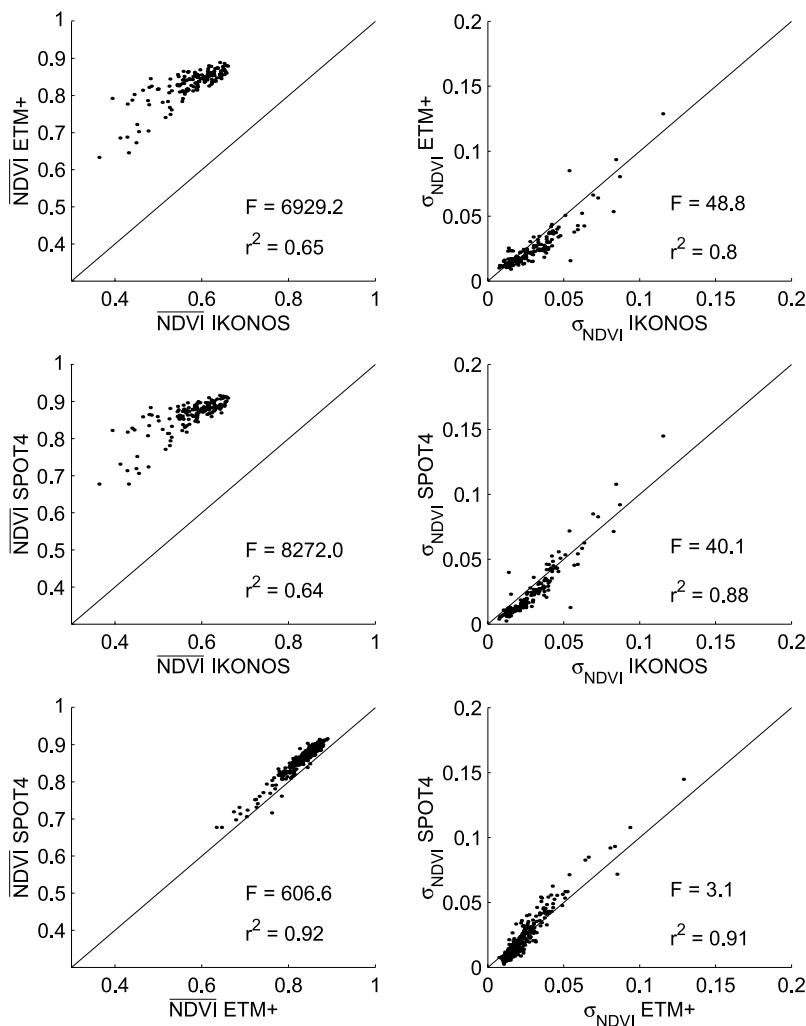 1
0.9
0.8
0.7
0.6
0.5
0.4
NDVI ETM+
F = 6929.2
r² = 0.65
0.4 0.6 0.8 1
NDVI IKONOS
0.2
0.15
0.1
0.05
0
σNDVI ETM+
F = 48.8
r² = 0.8
0 0.05 0.1 0.15 0.2
σNDVI IKONOS
1
0.9
0.8
0.7
0.6
0.5
0.4
NDVI SPOT4
F = 8272.0
r² = 0.64
0.4 0.6 0.8 1
NDVI IKONOS
0.2
0.15
0.1
0.05
0
σNDVI SPOT4
F = 40.1
r² = 0.88
0 0.05 0.1 0.15 0.2
σNDVI IKONOS
1
0.9
0.8
0.7
0.6
0.5
0.4
NDVI SPOT4
F = 606.6
r² = 0.92
0.4 0.6 0.8 1
NDVI ETM+
0.2
0.15
0.1
0.05
0
σNDVI SPOT4
F = 3.1
r² = 0.91
0 0.05 0.1 0.15 0.2
σNDVI ETM+